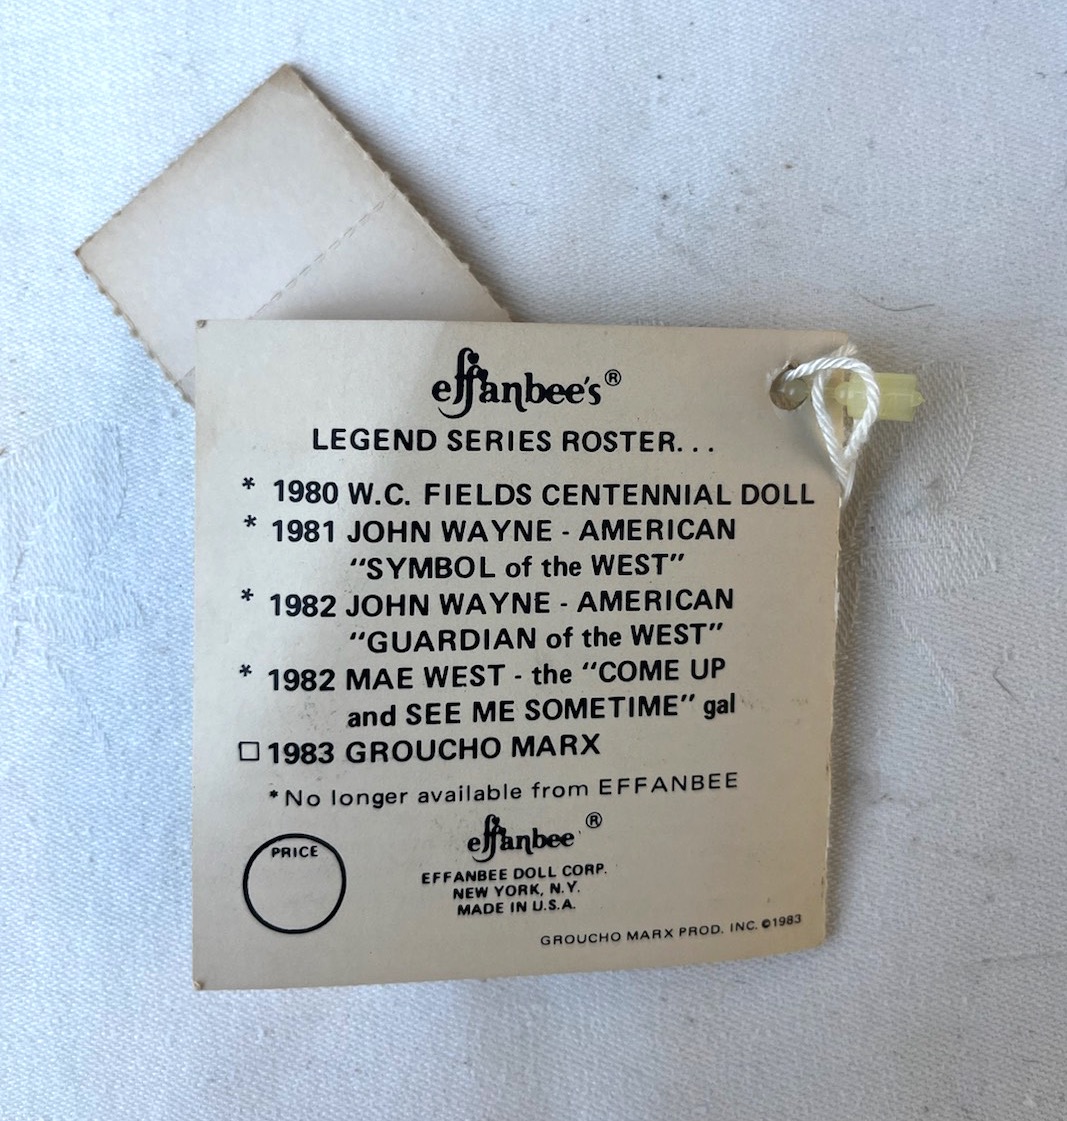 effanbee's®
LEGEND SERIES ROSTER...
* 1980 W.C. FIELDS CENTENNIAL DOLL
* 1981 JOHN WAYNE - AMERICAN
"SYMBOL of the WEST"
* 1982 JOHN WAYNE - AMERICAN
"GUARDIAN of the WEST"
* 1982 MAE WEST - the "COME UP
and SEE ME SOMETIME" gal
□ 1983 GROUCHO MARX
*No longer available from EFFANBEE
PRICE
effanbee®
EFFANBEE DOLL CORP.
NEW YORK, N.Y.
MADE IN U.S.A.
GROUCHO MARX PROD. INC. ©1983